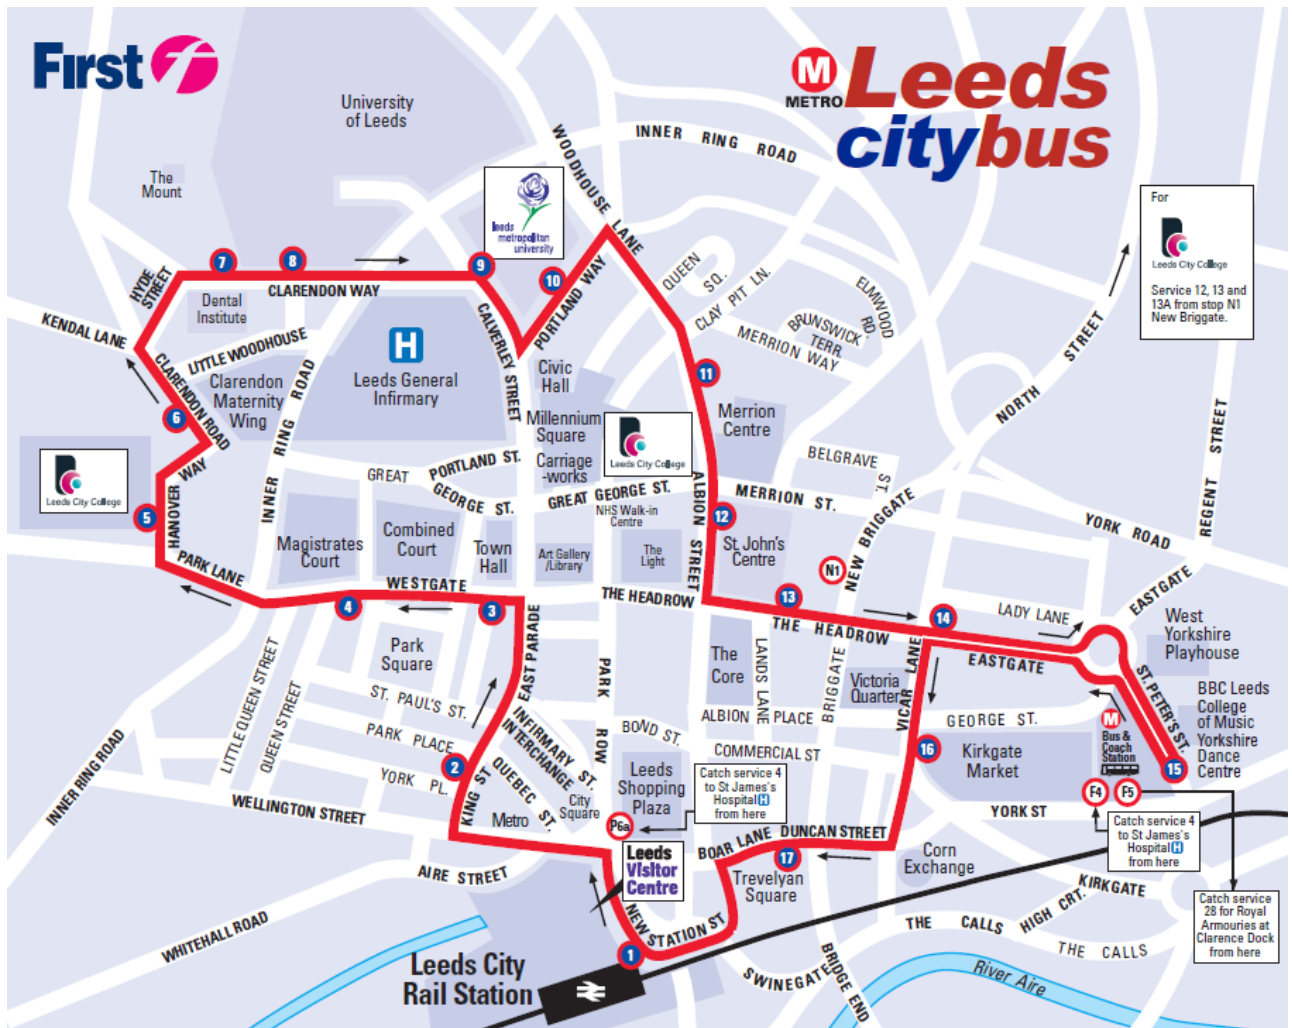 First
M
METRO
Leeds
citybus
University
of Leeds
INNER RING ROAD
WOODHOUSE LANE
The
Mount
leeds
metropolitan
university
For
Leeds City College
Service 12, 13 and
13A from stop N1
New Briggate.
7
8
9
10
HYDE
STREET
CLARENDON WAY
Dental
Institute
PORTLAND WAY
QUEEN
SQ.
CLAY PIT LN.
ELMWOOD
RD.
BRUNSWICK
TERR.
MERRION WAY
KENDAL LANE
LITTLE WOODHOUSE
H
CALVERLEY STREET
NORTH STREET
CLARENDON ROAD
Clarendon
Maternity
Wing
INNER RING ROAD
Leeds General
Infirmary
Civic
Hall
11
6
Millennium
Square
Leeds City College
Merrion
Centre
REGENT STREET
Leeds City College
HANOVER WAY
GREAT
PORTLAND ST.
Carriage
-works
BELGRAVE
ST.
GEORGE ST.
GREAT GEORGE ST.
ALBION STREET
MERRION ST.
NEW BRIGGATE
YORK ROAD
5
Magistrates
Court
Combined
Court
Town
Hall
NHS Walk-in
Centre
12
Art Gallery
/Library
The
Light
St. John's
Centre
N1
PARK LANE
WESTGATE
THE HEADROW
13
EASTGATE
4
3
THE HEADROW
14
LADY LANE
West
Yorkshire
Playhouse
EASTGATE
Park
Square
EAST PARADE
PARK ROW
The
Core
LANDS LANE
BRIGGATE
Victoria
Quarter
VICAR LANE
ST. PETER'S ST.
BBC Leeds
College
of Music
Yorkshire
Dance
Centre
LITTLE QUEEN STREET
QUEEN STREET
ST. PAUL'S ST.
PARK PLACE
YORK PL.
INFIRMARY ST.
INTERCHANGE
BOND ST.
ALBION PLACE
COMMERCIAL ST
GEORGE ST.
M
Bus &
Coach
Station
INNER RING ROAD
2
KING ST
QUEBEC ST.
City
Square
Leeds
Shopping
Plaza
Catch service 4
to St James's
Hospital H
from here
16
Kirkgate
Market
15
F4
F5
WELLINGTON STREET
Metro
P6a
YORK ST
Catch service 4
to St James's
Hospital H
from here
BOAR LANE
DUNCAN STREET
Leeds
Visitor
Centre
17
Trevelyan
Square
Corn
Exchange
AIRE STREET
KIRKGATE
WHITEHALL ROAD
NEW STATION ST
THE CALLS
HIGH CRT.
THE CALLS
Catch service
28 for Royal
Armouries at
Clarence Dock
from here
1
Leeds City
Rail Station
SWINEGATE
BRIDGE END
River Aire